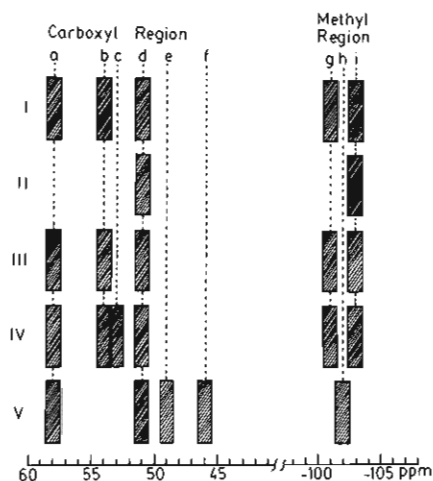 Carboxyl Region
Methyl Region
a b c d e f
g h i
I
II
III
IV
V
60 55 50 45 -100 -105 ppm